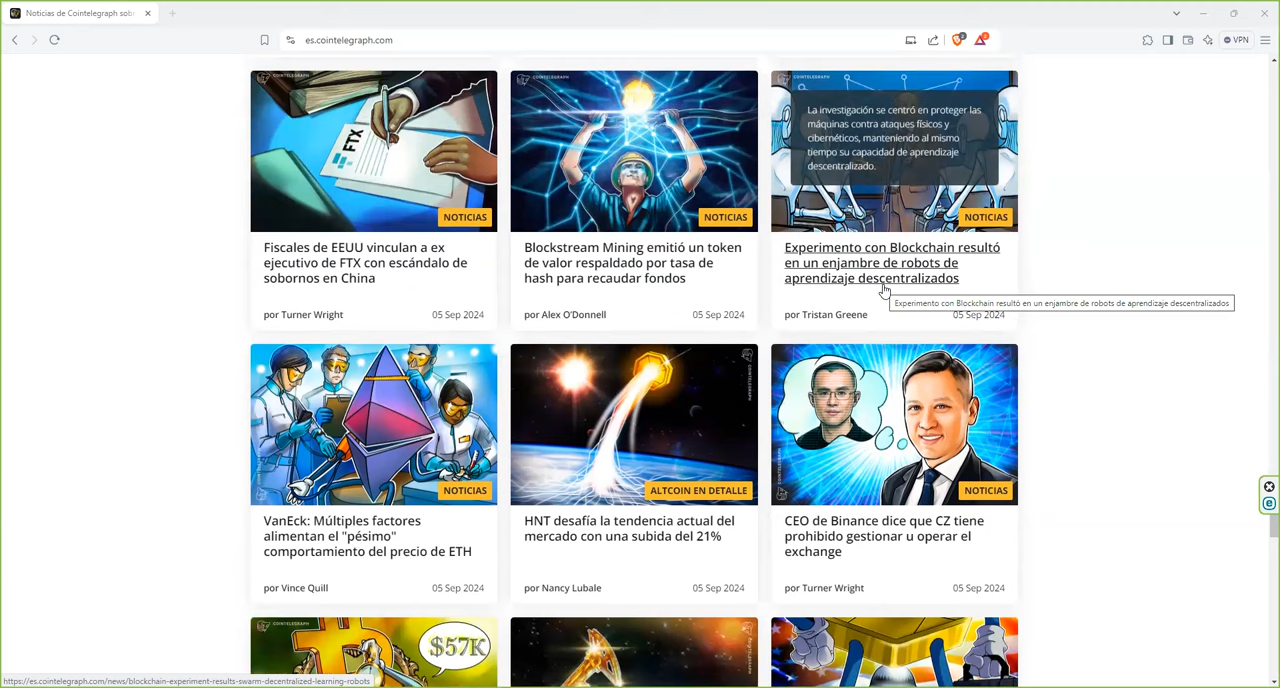 Noticias de Cointelegraph sob
es.cointelegraph.com
VPN
COINTELEGRAPH
FTX
NOTICIAS
Fiscales de EEUU vinculan a ex
ejecutivo de FTX con escándalo de
sobornos en China
por Turner Wright
05 Sep 2024
COINTELEGRAPH
NOTICIAS
Blockstream Mining emitió un token
de valor respaldado por tasa de
hash para recaudar fondos
por Alex O'Donnell
05 Sep 2024
COINTELEGRAPH
La investigación se centró en proteger las
máquinas contra ataques físicos y
cibernéticos, manteniendo al mismo
tiempo su capacidad de aprendizaje
descentralizado.
NOTICIAS
Experimento con Blockchain resultó
en un enjambre de robots de
aprendizaje descentralizados
Experimento con Blockchain resultó en un enjambre de robots de aprendizaje descentralizados
por Tristan Greene
05 Sep 2024
NOTICIAS
VanEck: Múltiples factores
alimentan el "pésimo"
comportamiento del precio de ETH
por Vince Quill
05 Sep 2024
COINTELEGRAPH
ALTCOIN EN DETALLE
HNT desafía la tendencia actual del
mercado con una subida del 21%
por Nancy Lubale
05 Sep 2024
COINTELEGRAPH
NOTICIAS
CEO de Binance dice que CZ tiene
prohibido gestionar u operar el
exchange
por Turner Wright
05 Sep 2024
COINTELEGRAPH
$57K
https://es.cointelegraph.com/news/blockchain-experiment-results-swarm-decentralized-learning-robots